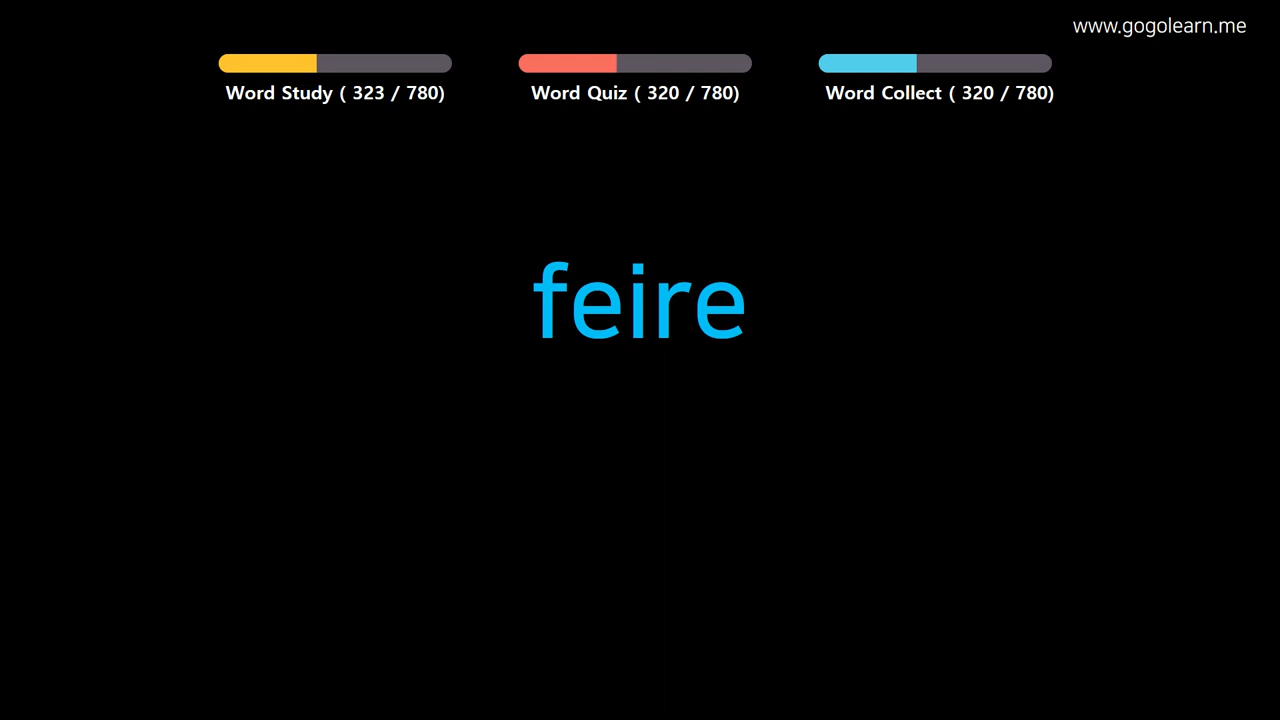 www.gogolearn.me
Word Study ( 323 / 780)
Word Quiz ( 320 / 780)
Word Collect ( 320 / 780)
feire